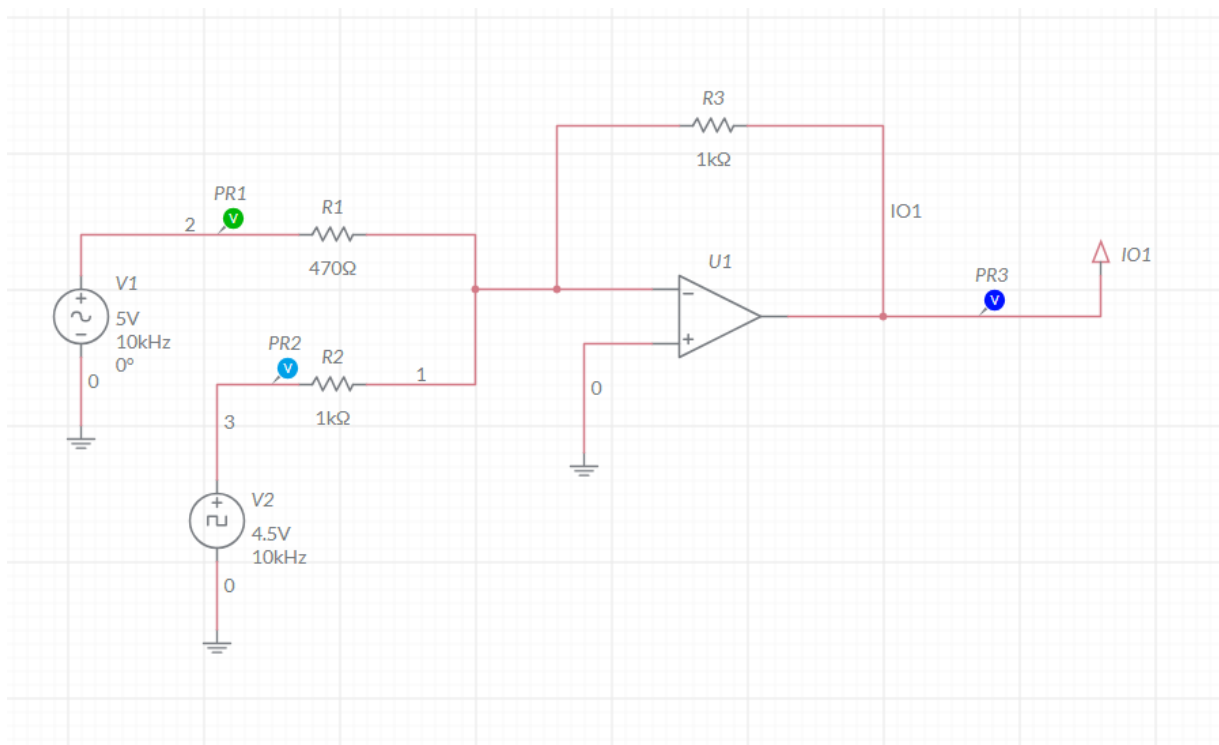 R3
1kΩ
PR1
V
2
R1
470Ω
IO1
V1
5V
10kHz
0°
0
U1
IO1
PR3
V
PR2
V
R2
1
1kΩ
3
0
V2
4.5V
10kHz
0